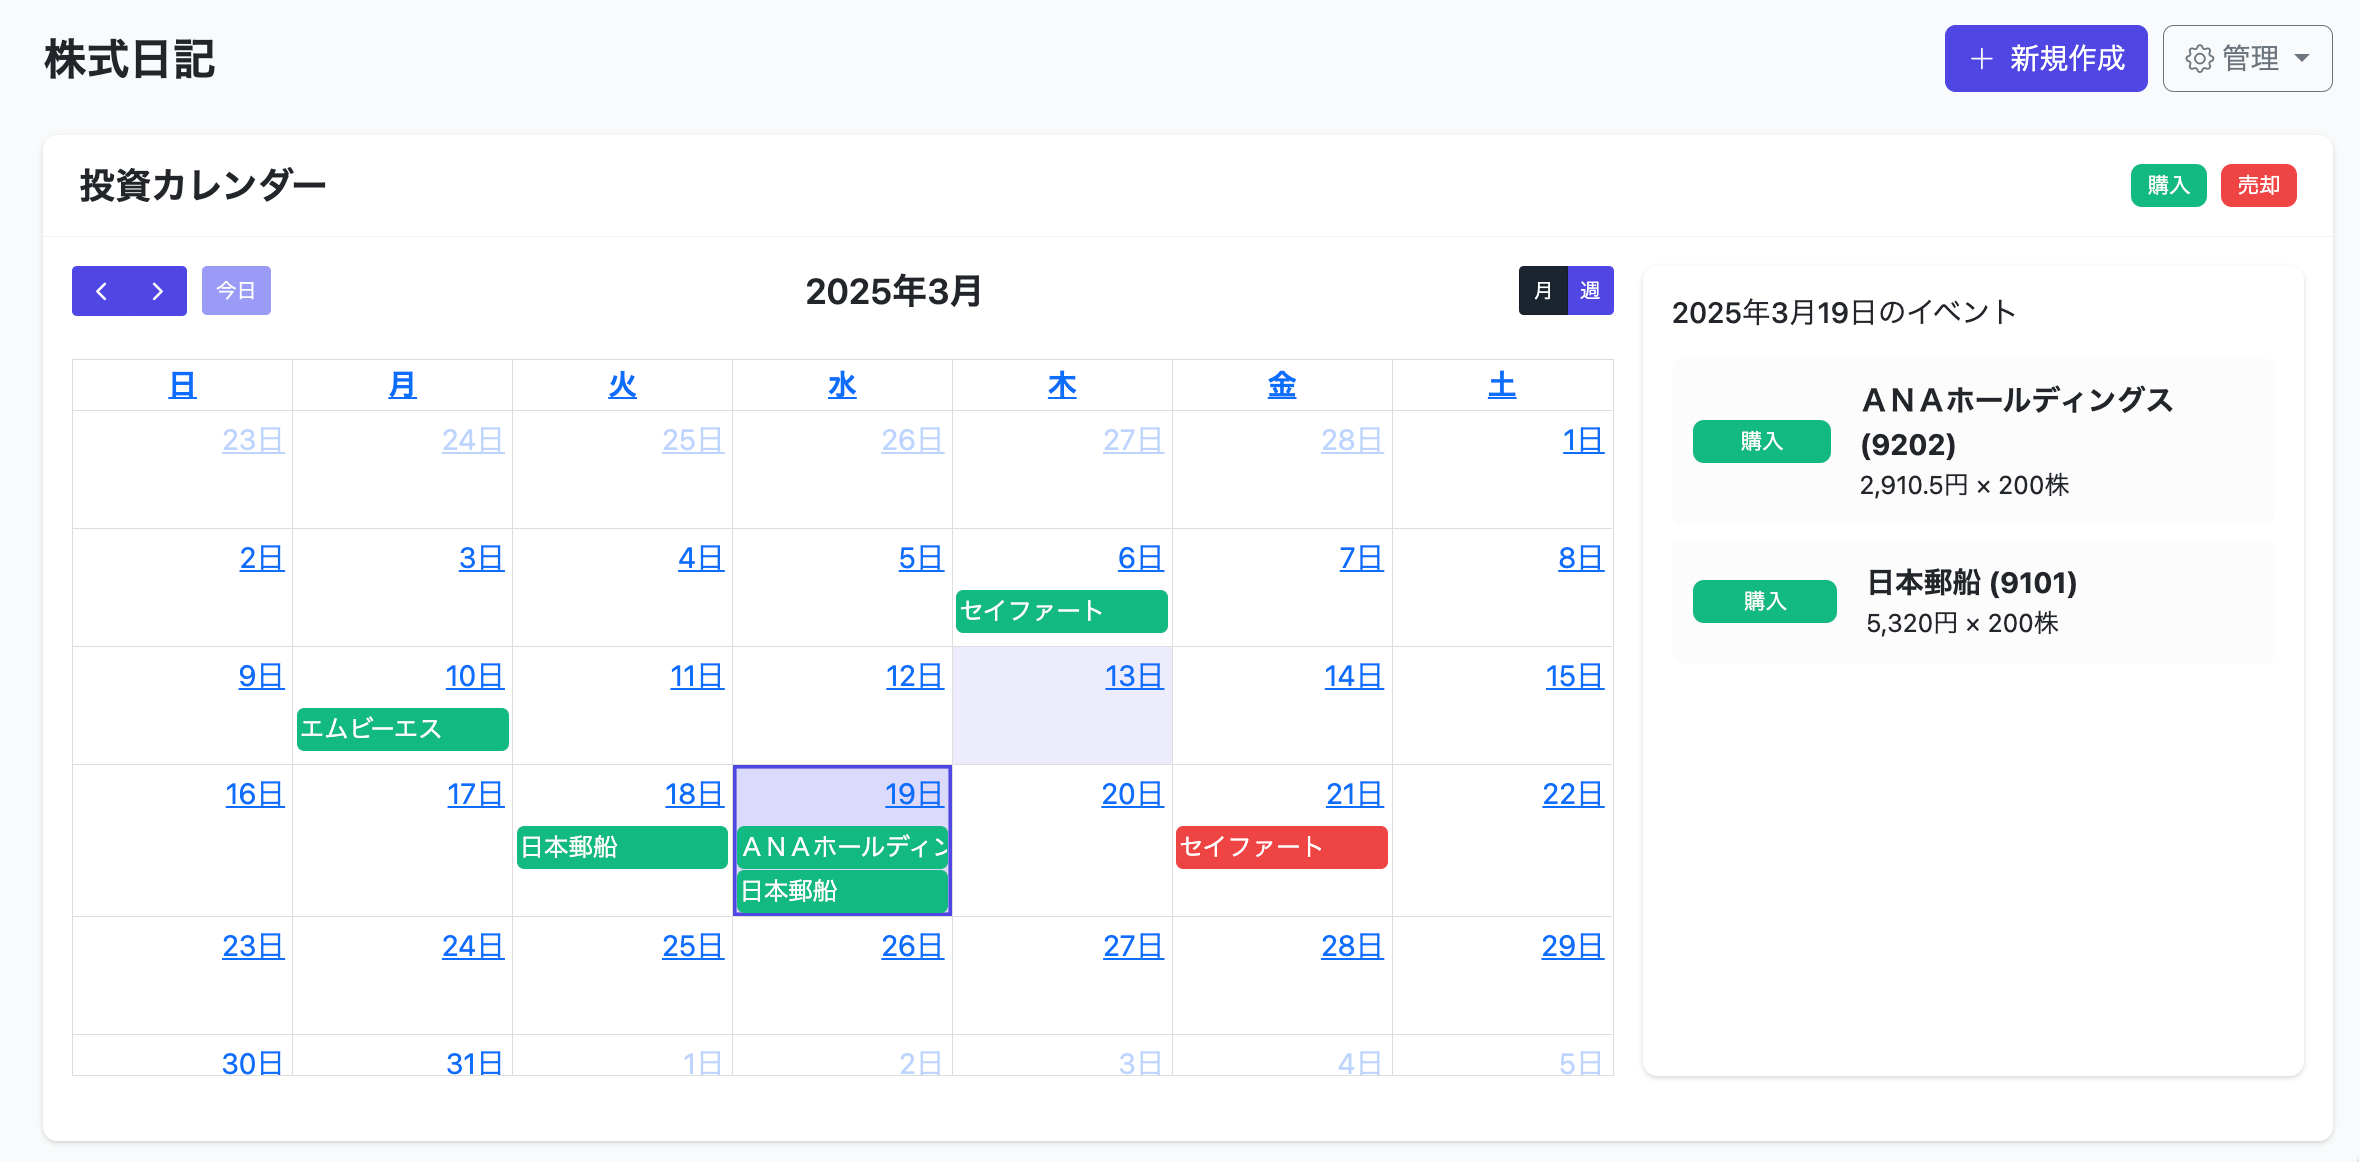 株式日記
新規作成
管理
投資カレンダー
購入 売却
今日
2025年3月
月 週
日 月 火 水 木 金 土
23日 24日 25日 26日 27日 28日 1日
2日 3日 4日 5日 6日 7日 8日
セイファート
9日 10日 11日 12日 13日 14日 15日
エムビーエス
16日 17日 18日 19日 20日 21日 22日
日本郵船 ＡＮＡホールディン セイファート
日本郵船
23日 24日 25日 26日 27日 28日 29日
30日 31日 1日 2日 3日 4日 5日
2025年3月19日のイベント
購入
ＡＮＡホールディングス
(9202)
2,910.5円 × 200株
購入
日本郵船 (9101)
5,320円 × 200株